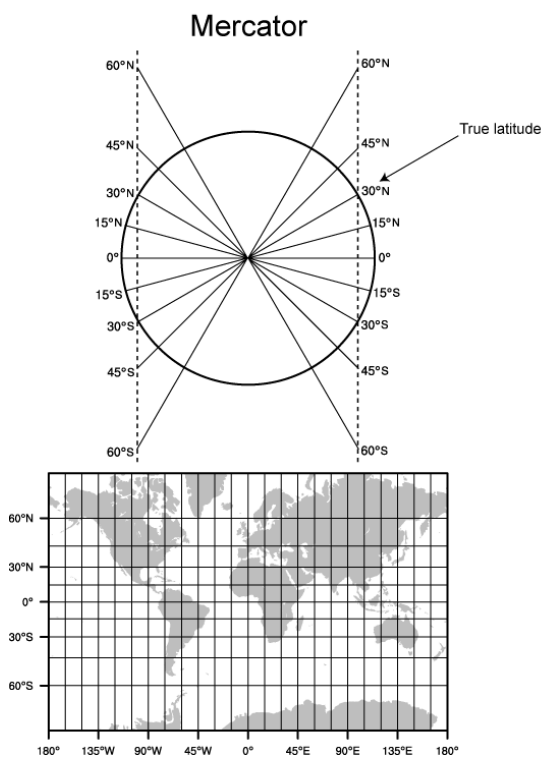 Mercator
60°N 60°N
True latitude
45°N 45°N
30°N 30°N
15°N 15°N
0° 0°
15°S 15°S
30°S 30°S
45°S 45°S
60°S 60°S
60°N
30°N
0°
30°S
60°S
180° 135°W 90°W 45°W 0° 45°E 90°E 135°E 180°